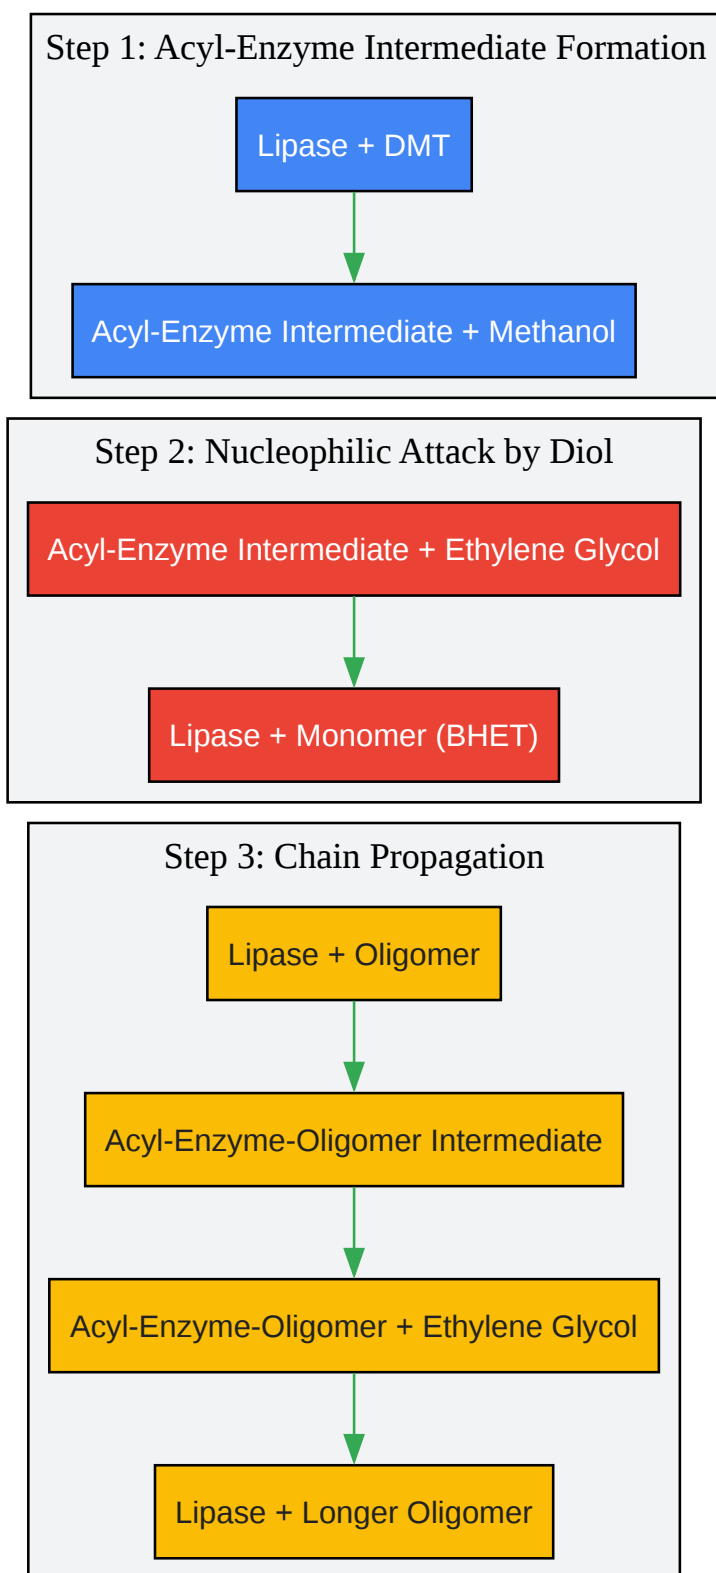 Step 1: Acyl-Enzyme Intermediate Formation
Lipase + DMT
Acyl-Enzyme Intermediate + Methanol
Step 2: Nucleophilic Attack by Diol
Acyl-Enzyme Intermediate + Ethylene Glycol
Lipase + Monomer (BHET)
Step 3: Chain Propagation
Lipase + Oligomer
Acyl-Enzyme-Oligomer Intermediate
Acyl-Enzyme-Oligomer + Ethylene Glycol
Lipase + Longer Oligomer